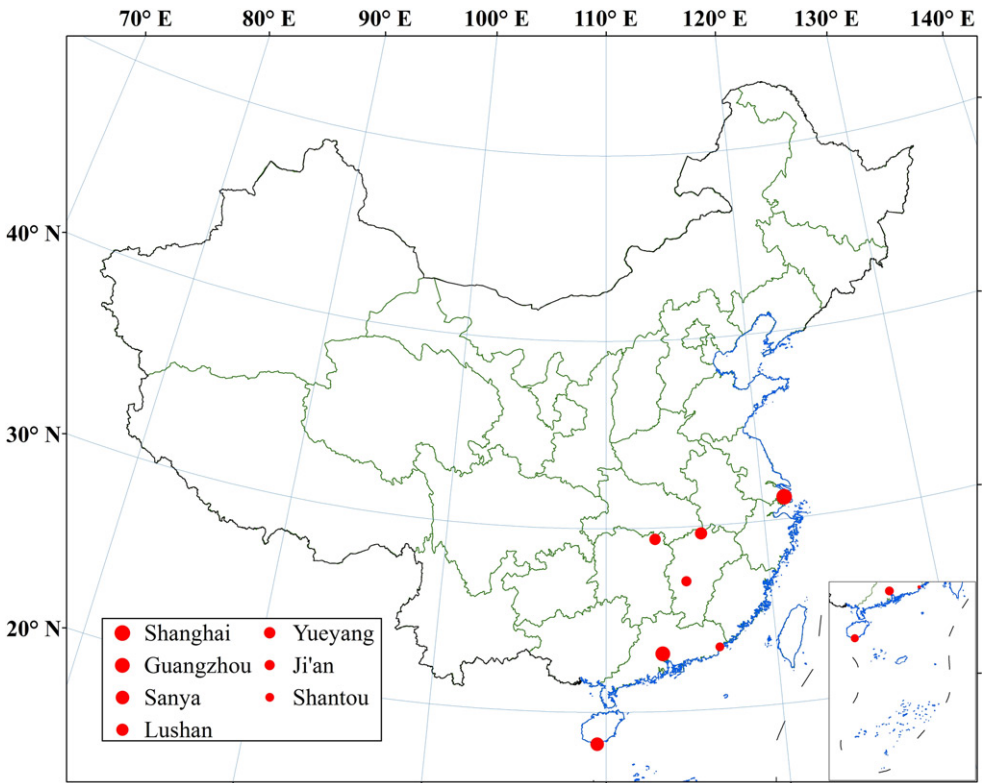 70° E 80° E 90° E 100° E 110° E 120° E 130° E 140° E
40° N
30° N
20° N
Shanghai Yueyang
Guangzhou Ji'an
Sanya Shantou
Lushan